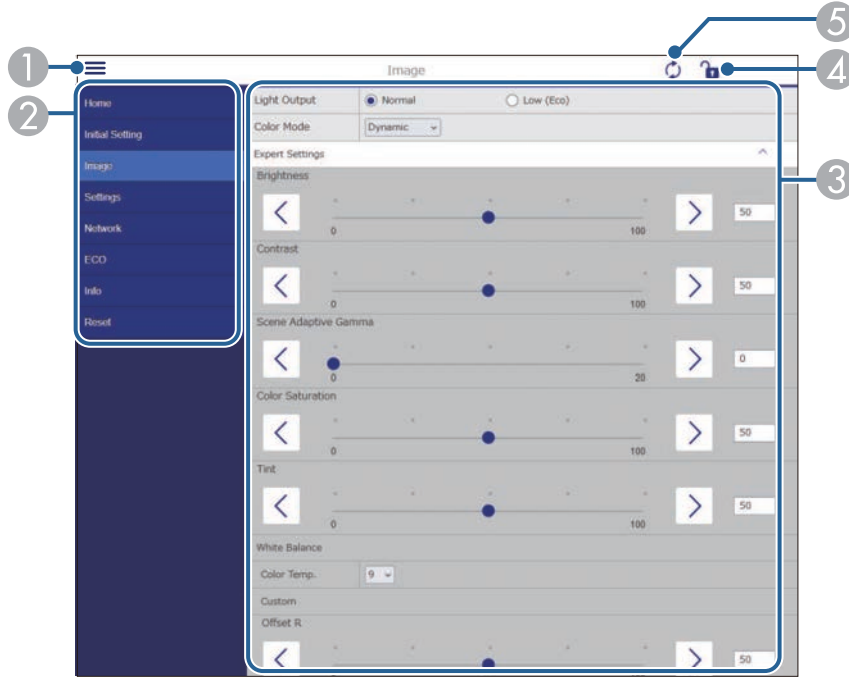 5
1
Image
4
2
Home
Initial Setting
Image
Settings
Network
ECO
Info
Reset
3
Light Output Normal Low (Eco)
Color Mode Dynamic
Expert Settings
Brightness
50
0 100
Contrast
50
0 100
Scene Adaptive Gamma
0
0 20
Color Saturation
50
0 100
Tint
50
0 100
White Balance
Color Temp. 9
Custom
Offset R
50